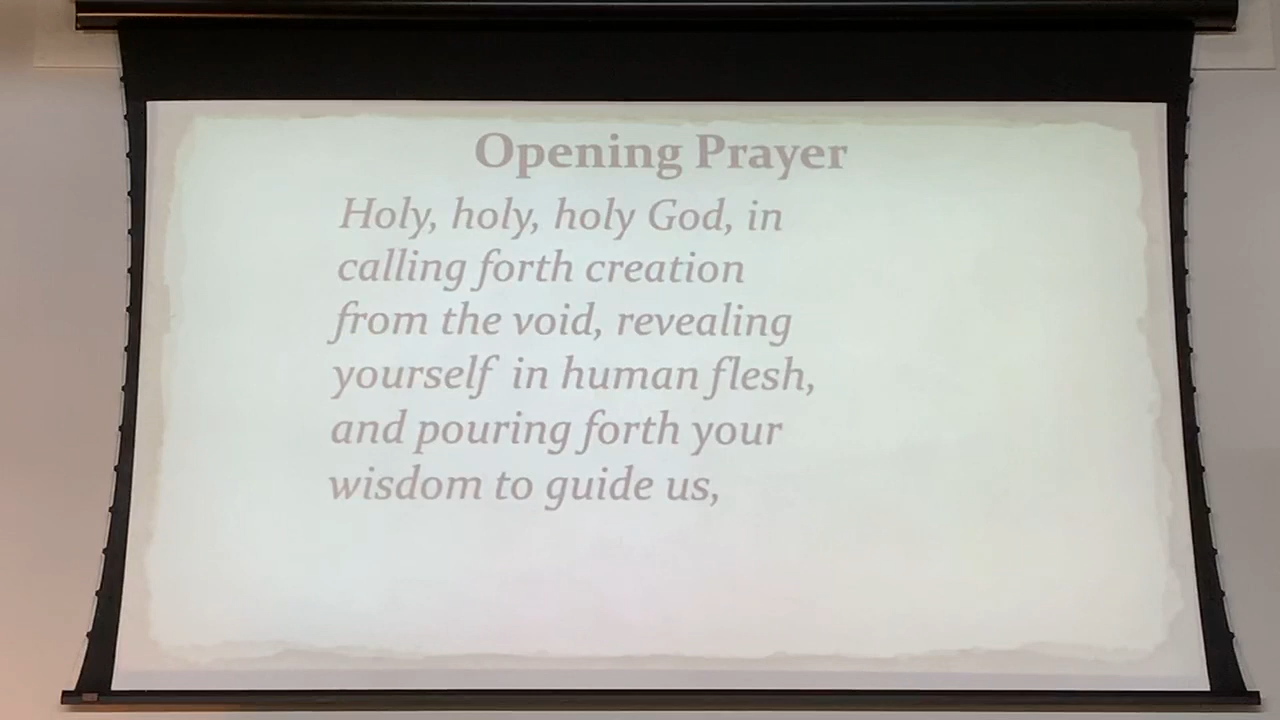 Opening Prayer
Holy, holy, holy God, in
calling forth creation
from the void, revealing
yourself in human flesh,
and pouring forth your
wisdom to guide us,